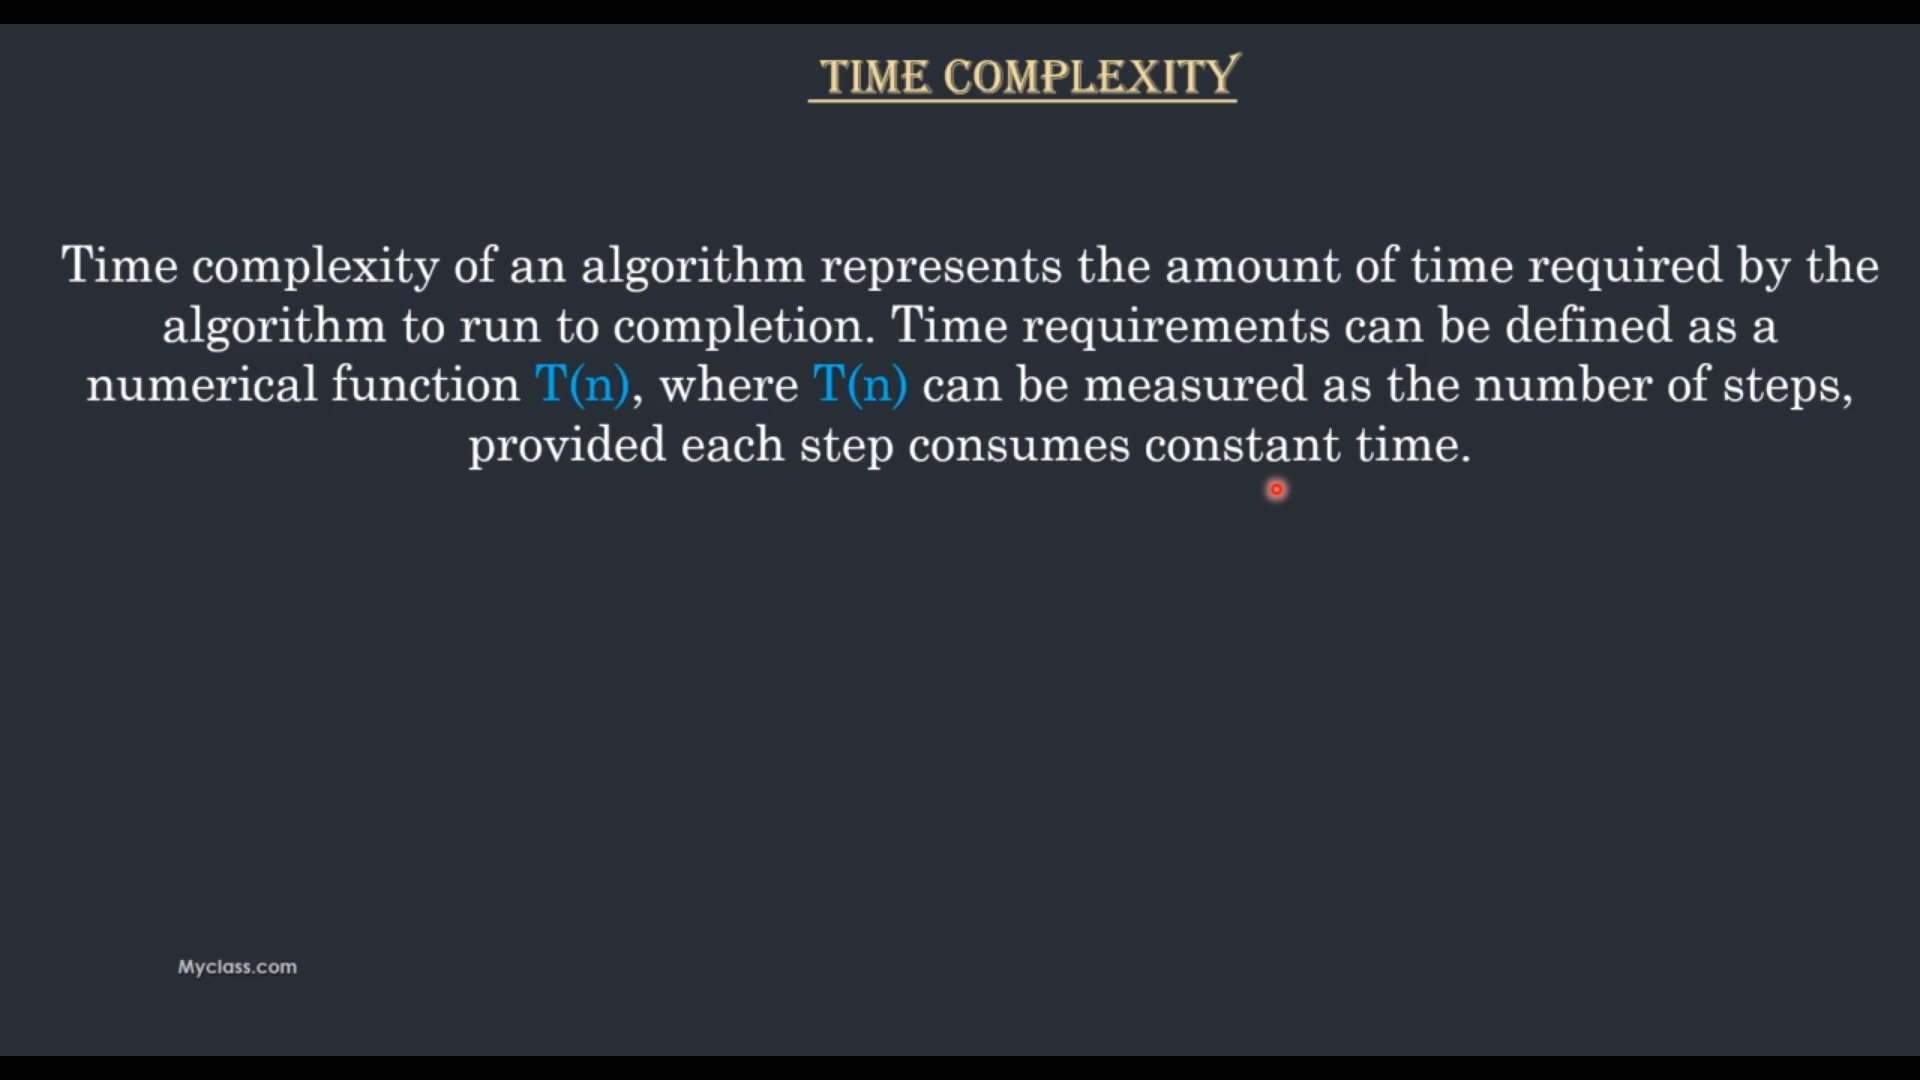 TIME COMPLEXITY
Time complexity of an algorithm represents the amount of time required by the
algorithm to run to completion. Time requirements can be defined as a
numerical function T(n), where T(n) can be measured as the number of steps,
provided each step consumes constant time.
Myclass.com